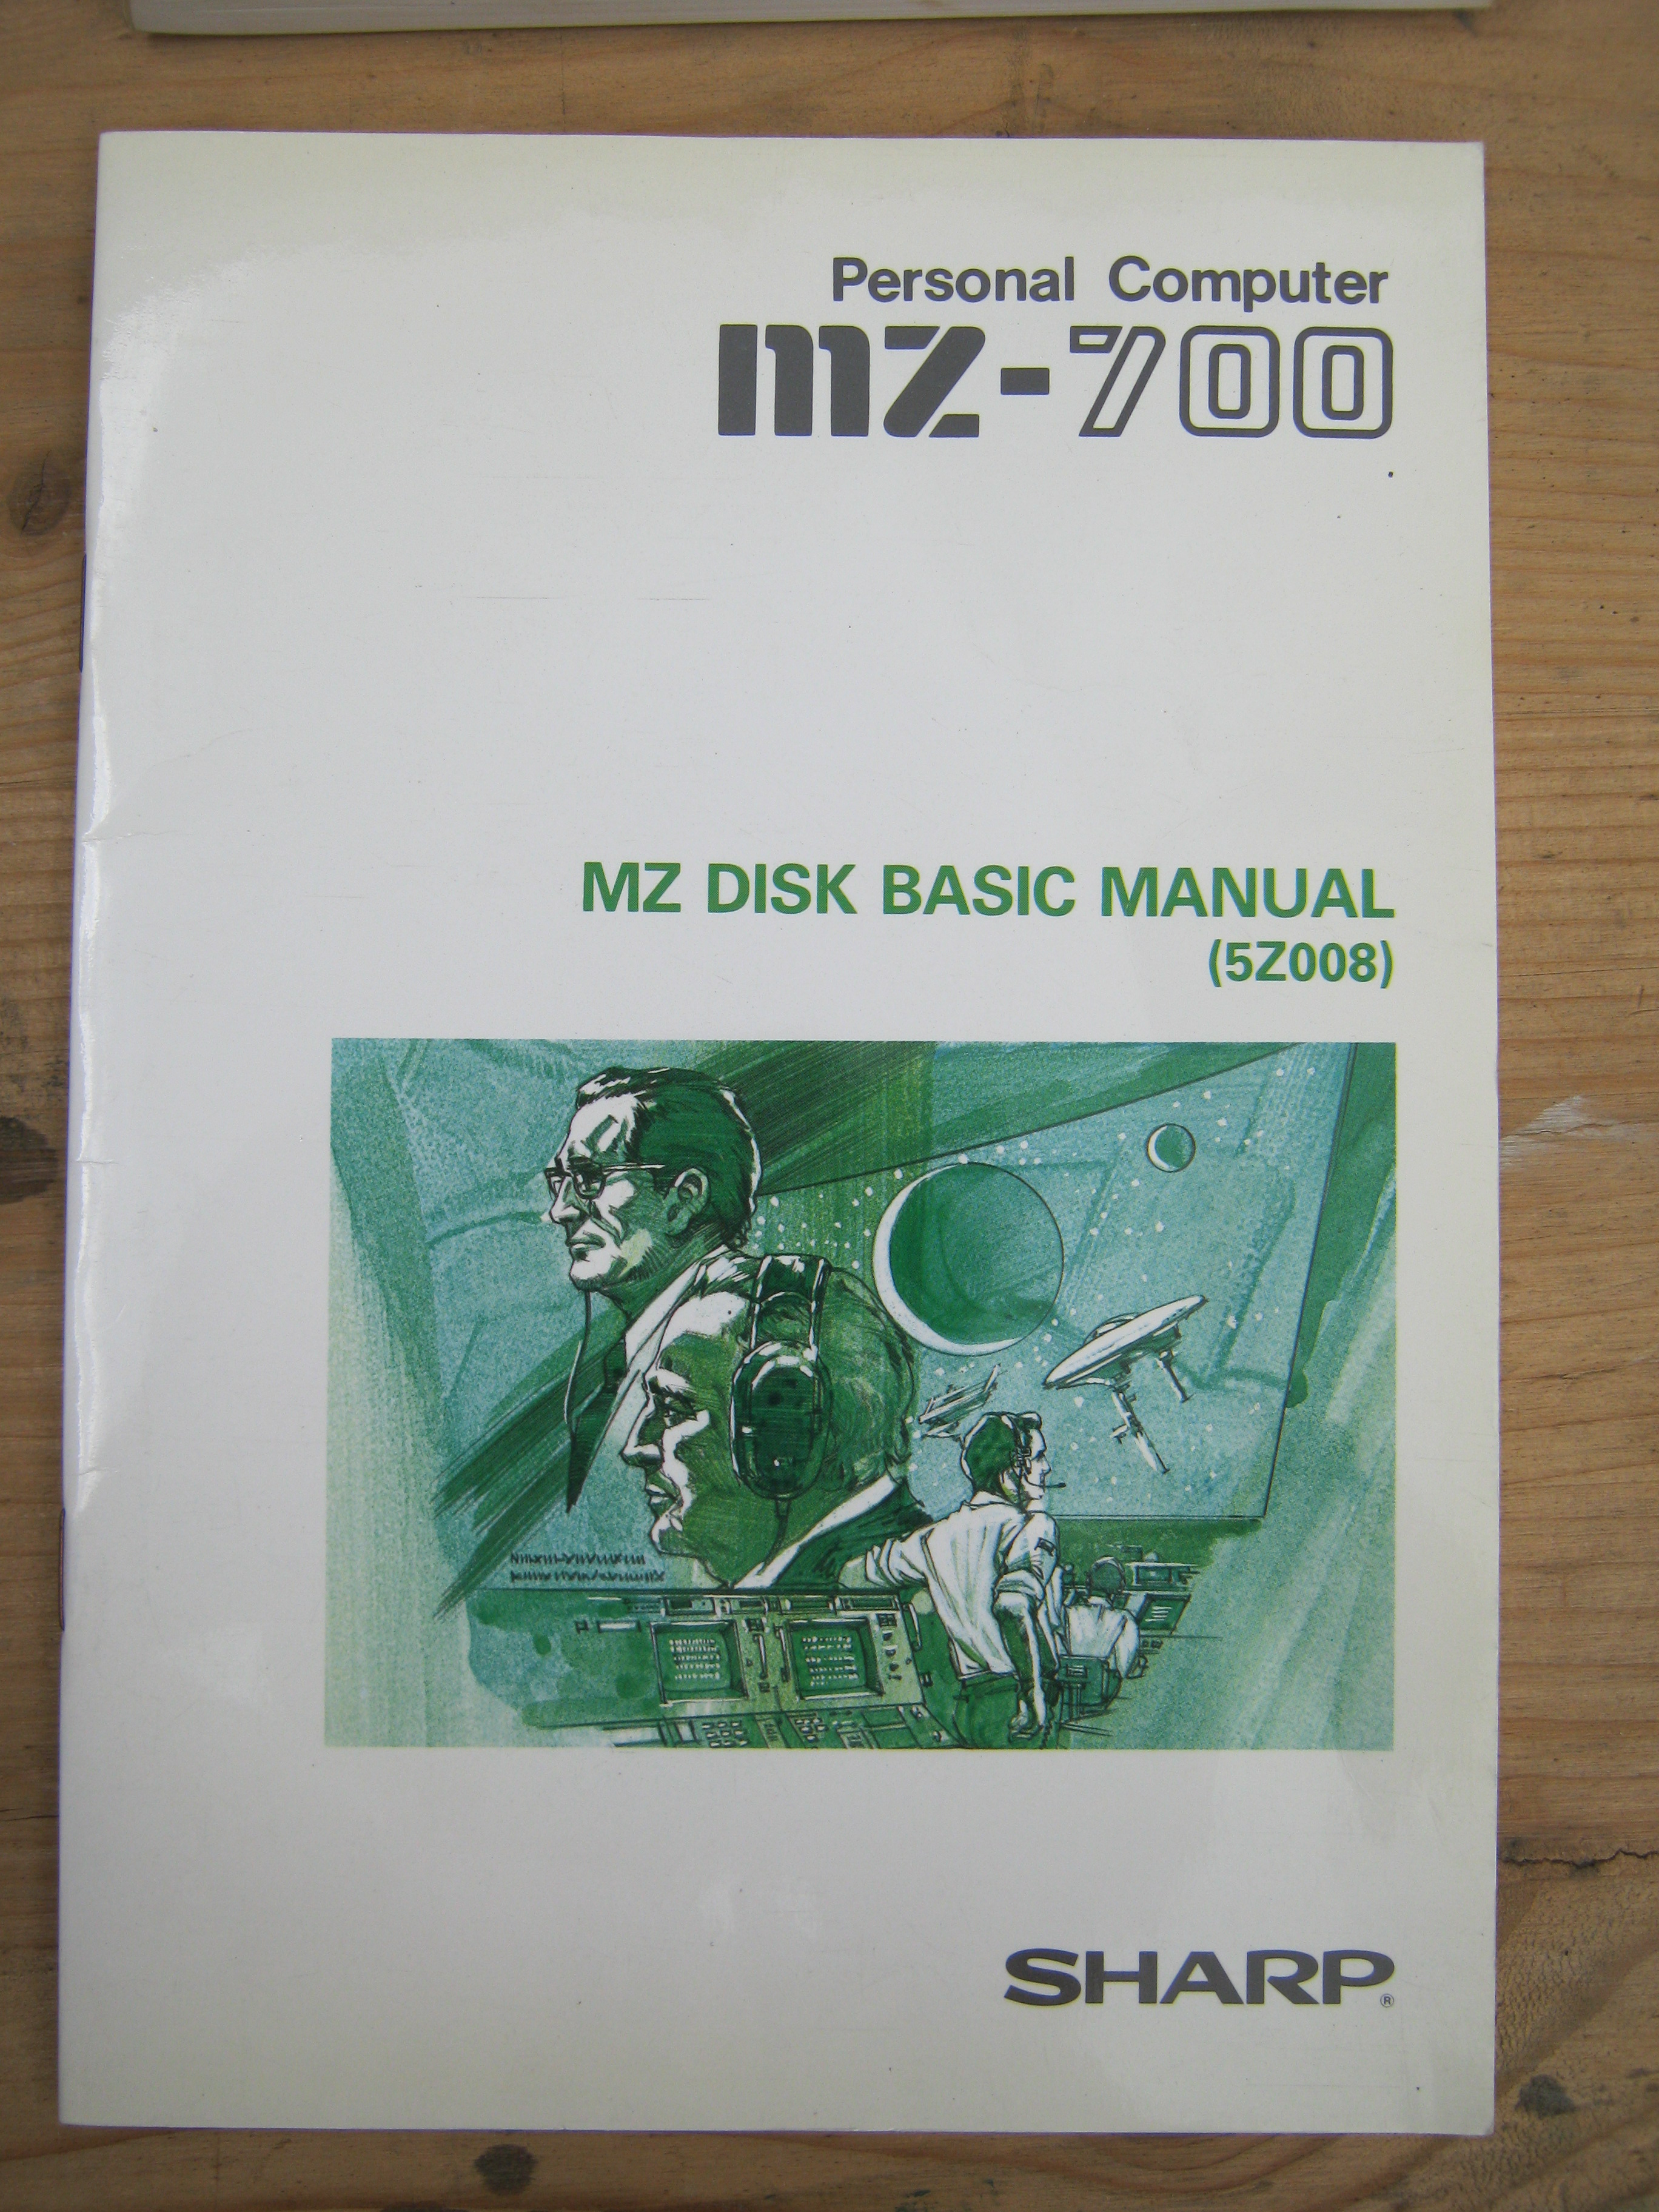 Personal Computer
MZ-700
MZ DISK BASIC MANUAL
(5Z008)
SHARP®